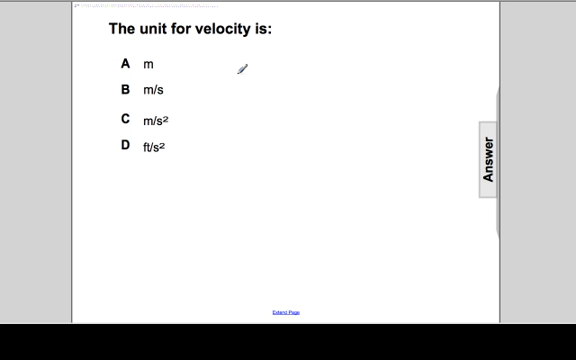 The unit for velocity is:
A m
B m/s
C m/s²
D ft/s²
Answer
Extend Page